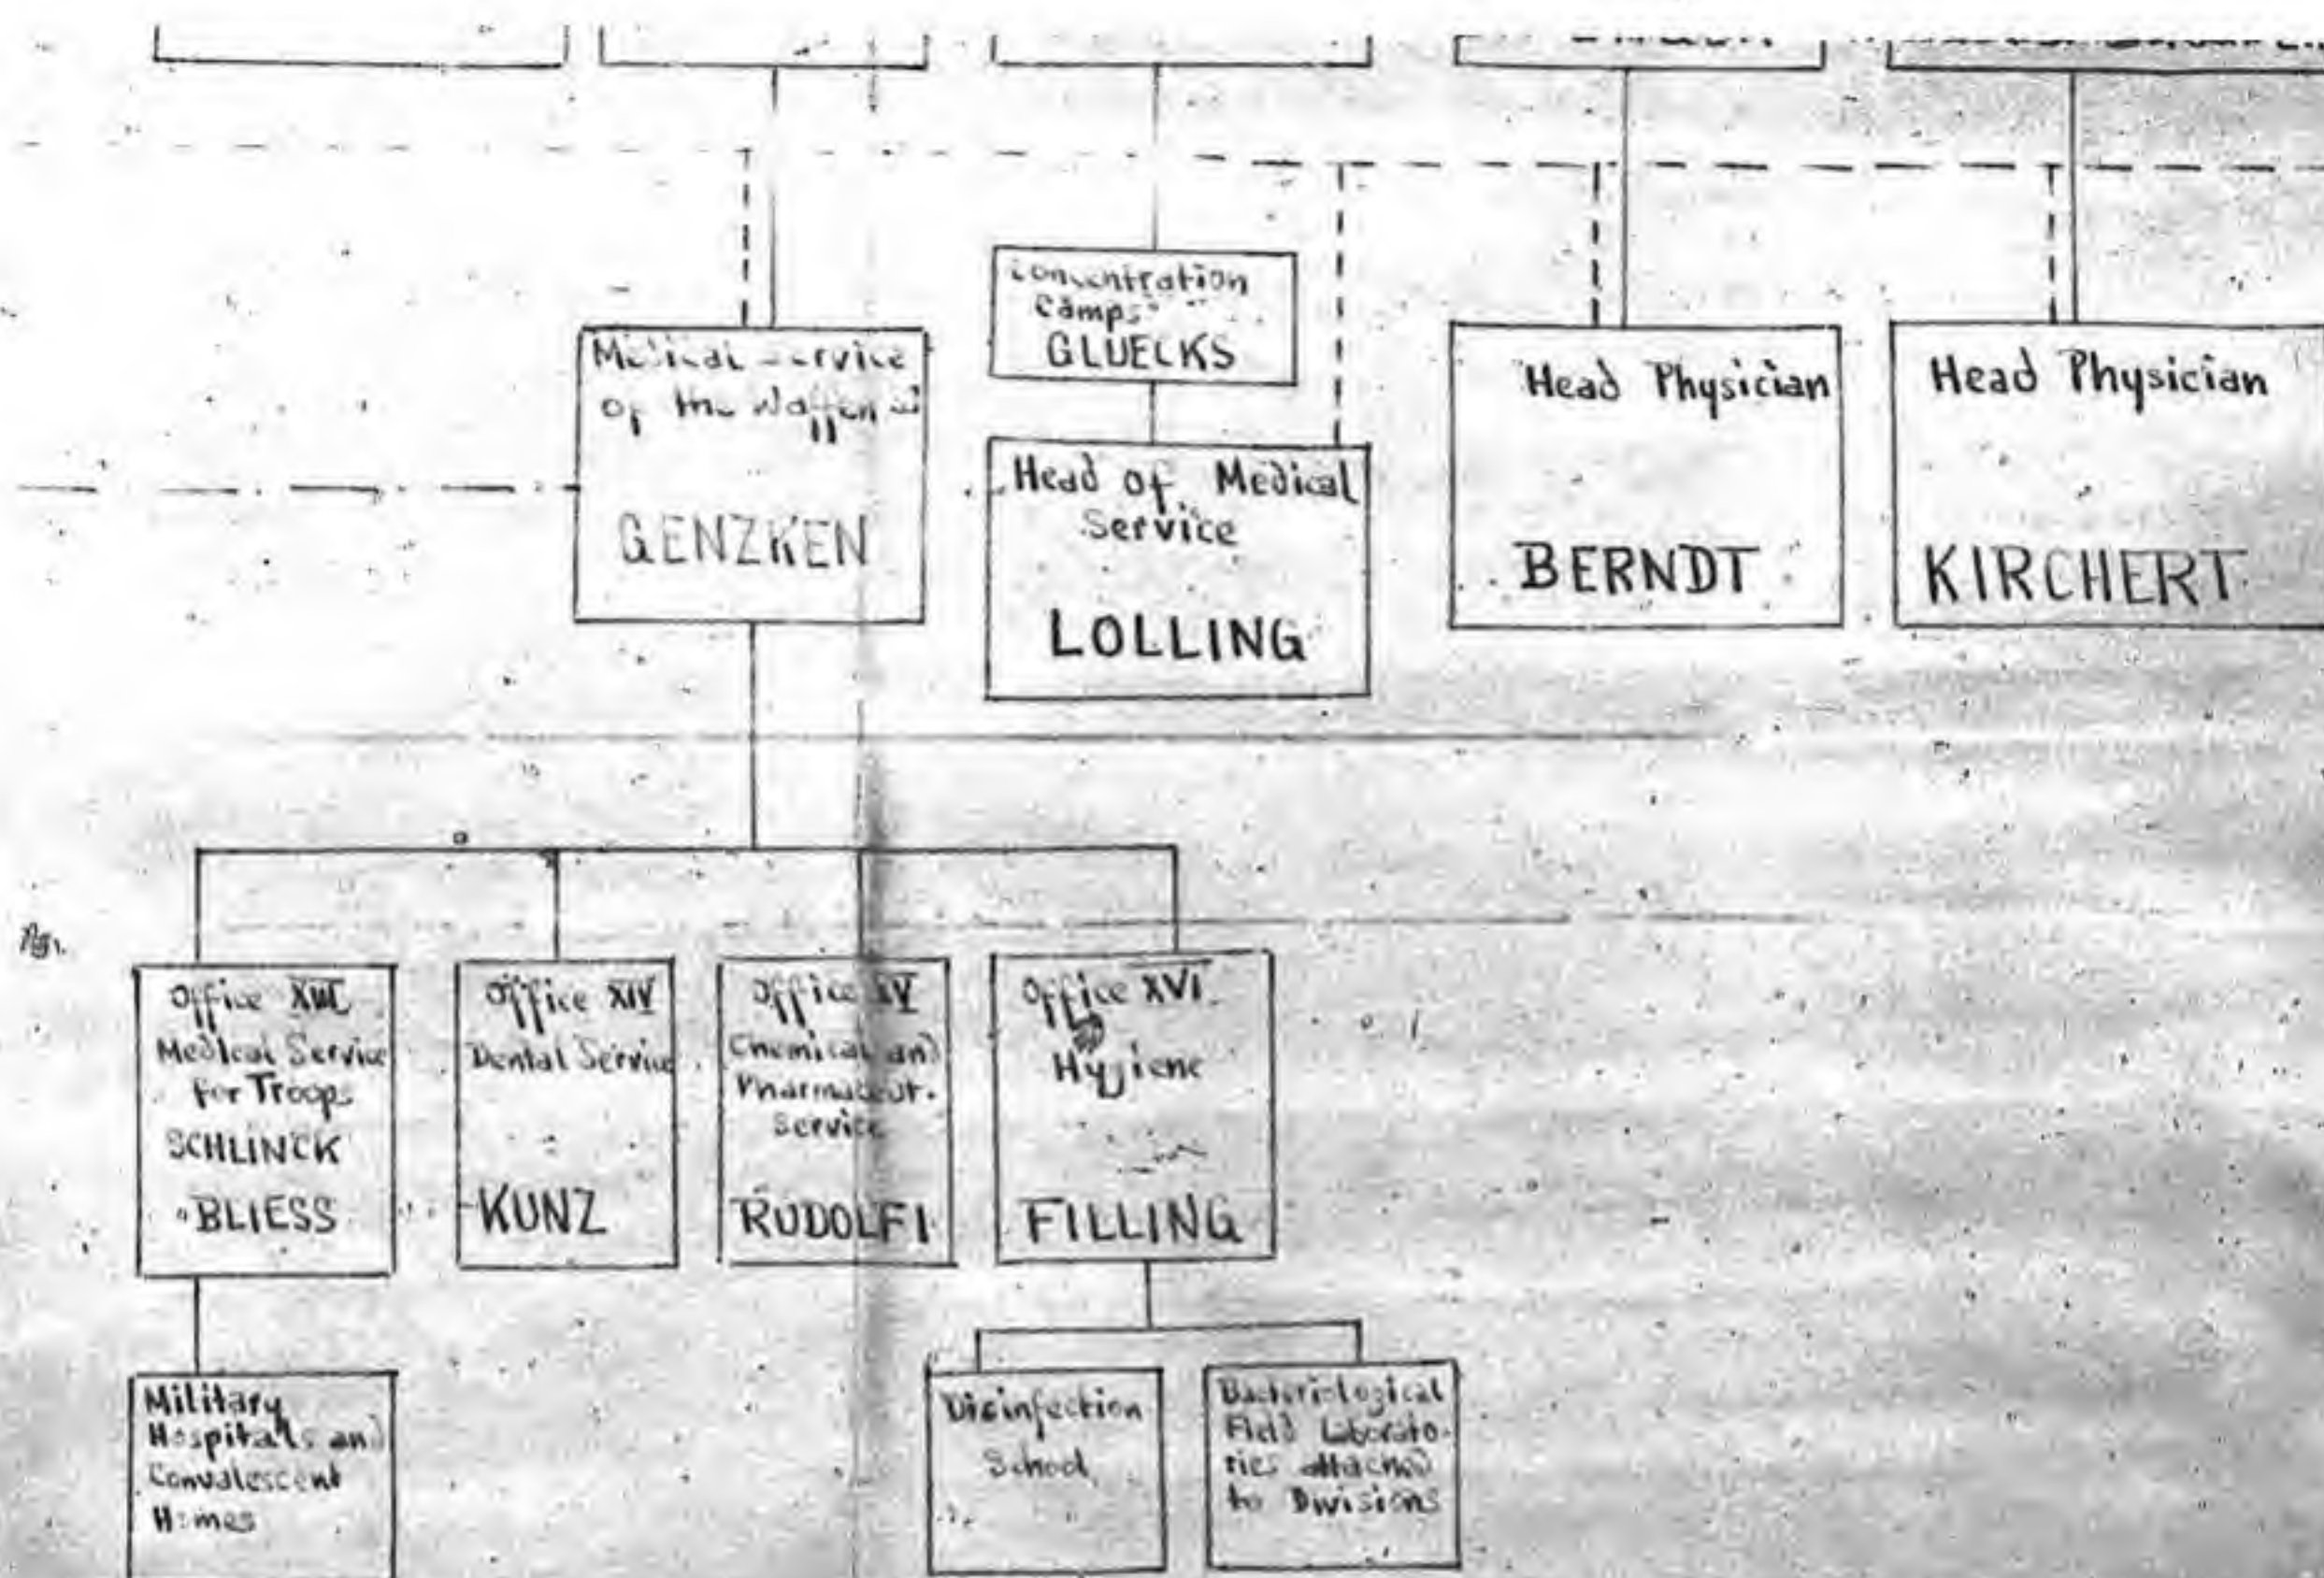 Concentration
Camps
GLUECKS
Medical Service
of the Waffen
GENZKEN
Head of Medical
Service
LOLLING
Head Physician
BERNDT
Head Physician
KIRCHERT
Office XIII
Medical Service
for Troops
SCHLINCK
BLIESS
Office XIV
Dental Service
KUNZ
Office XV
Chemical and
Pharmaceut.
Service
RUDOLFI
Office XVI
Hygiene
FILLING
Military
Hospitals and
Convalescent
Homes
Disinfection
School
Bacteriological
Field Laborato-
ries attached
to Divisions